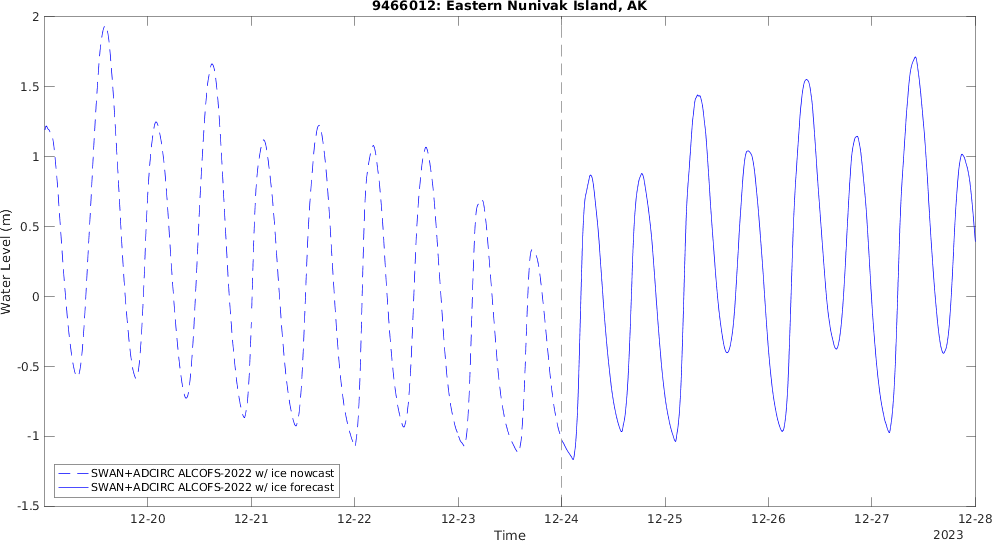 9466012: Eastern Nunivak Island, AK
2
1.5
1
0.5
0
-0.5
-1
-1.5
Water Level (m)
SWAN+ADCIRC ALCOFS-2022 w/ ice nowcast
SWAN+ADCIRC ALCOFS-2022 w/ ice forecast
12-20 12-21 12-22 12-23 12-24 12-25 12-26 12-27 12-28
Time
2023